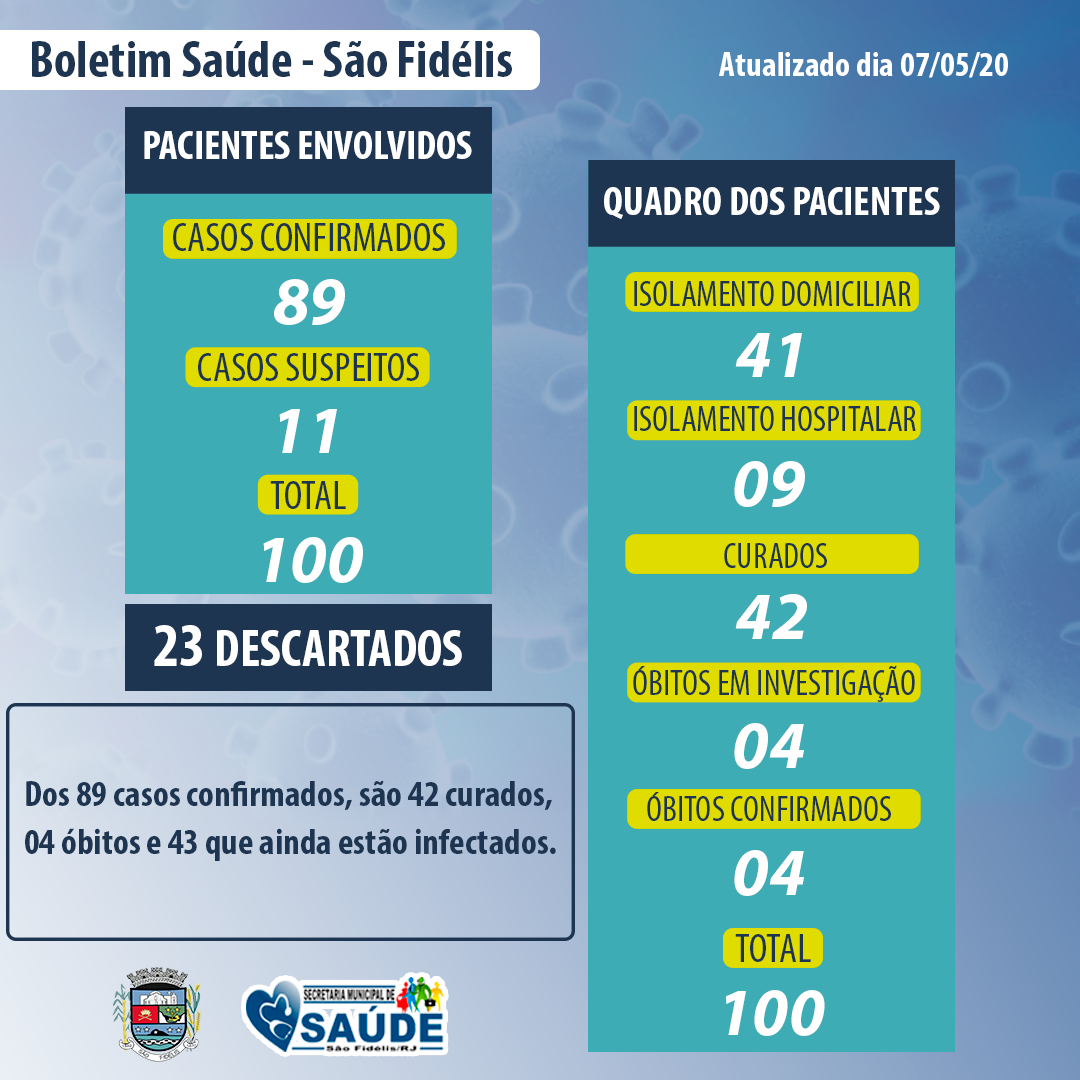 Boletim Saúde - São Fidélis
Atualizado dia 07/05/20
PACIENTES ENVOLVIDOS
CASOS CONFIRMADOS
89
CASOS SUSPEITOS
11
TOTAL
100
23 DESCARTADOS
Dos 89 casos confirmados, são 42 curados,
04 óbitos e 43 que ainda estão infectados.
QUADRO DOS PACIENTES
ISOLAMENTO DOMICILIAR
41
ISOLAMENTO HOSPITALAR
09
CURADOS
42
ÓBITOS EM INVESTIGAÇÃO
04
ÓBITOS CONFIRMADOS
04
TOTAL
100
SÃO FIDÉLIS
SECRETARIA MUNICIPAL DE
SAÚDE
São Fidélis/RJ